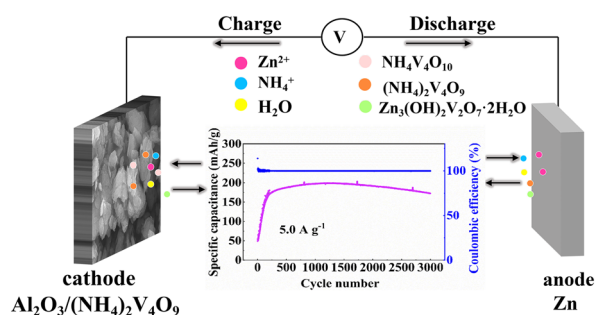 Charge
Discharge
V
Zn²⁺
NH₄⁺
H₂O
NH₄V₄O₁₀
(NH₄)₂V₄O₉
Zn₃(OH)₂V₂O₇·2H₂O
Specific capacitance (mAh/g)
300
250
200
150
100
50
0
5.0 A g⁻¹
0 500 1000 1500 2000 2500 3000
Cycle number
100
50
0
Coulombic efficiency (%)
cathode
Al₂O₃/(NH₄)₂V₄O₉
anode
Zn